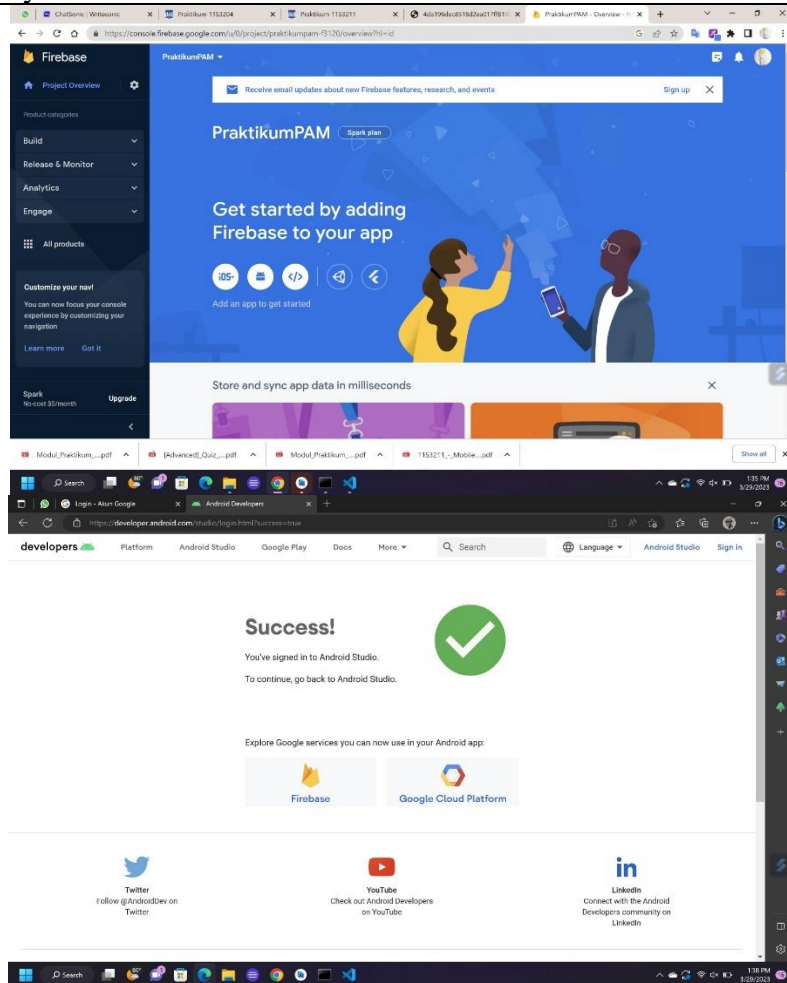 ChatSonic | Writesonic
Praktikum 1153204
Praktikum 1153211
PraktikumPAM - Overview
https://console.firebase.google.com/u/0/project/praktikumpam-f3120/overview?hl=id
Firebase
PraktikumPAM
Project Overview
Receive email updates about new Firebase features, research, and events
Sign up
Product categories
Build
Release & Monitor
Analytics
Engage
All products
PraktikumPAM
Spark plan
Get started by adding
Firebase to your app
iOS+
Add an app to get started
Customize your nav!
You can now focus your console
experience by customizing your
navigation
Learn more
Got it
Store and sync app data in milliseconds
Spark
No-cost $0/month
Upgrade
Modul_Praktikum_....pdf
[Advanced]_Quiz_....pdf
Modul_Praktikum_....pdf
1153211_-_Mobile....pdf
Show all
Search
1:35 PM
3/29/2023
Login - Akun Google
Android Developers
https://developer.android.com/studio/login.html?success=true
developers
Platform
Android Studio
Google Play
Docs
More
Search
Language
Android Studio
Sign in
Success!
You've signed in to Android Studio.
To continue, go back to Android Studio.
Explore Google services you can now use in your Android app:
Firebase
Google Cloud Platform
Twitter
Follow @AndroidDev on
Twitter
YouTube
Check out Android Developers
on YouTube
LinkedIn
Connect with the Android
Developers community on
LinkedIn
Search
1:38 PM
3/29/2023